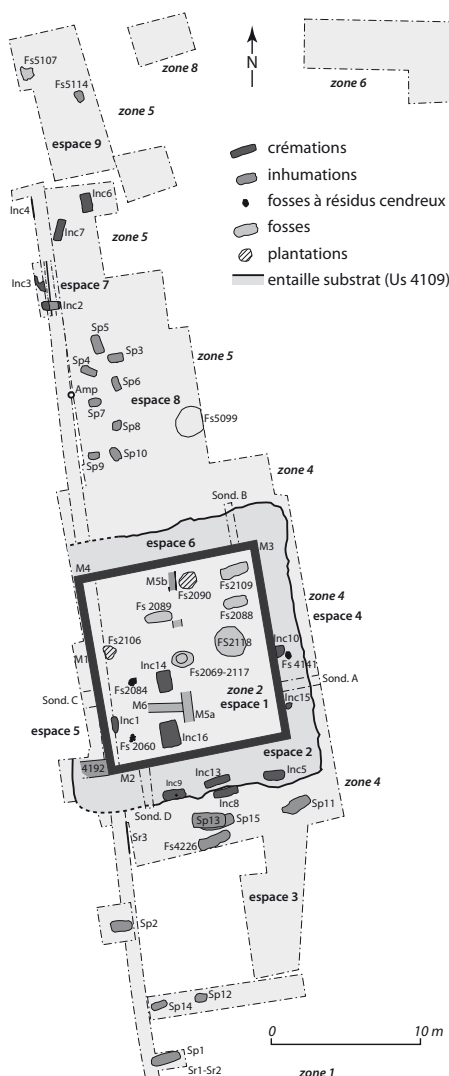 Fs5107
zone 8
N
zone 6
Fs5114
zone 5
espace 9
crémations
inhumations
fosses à résidus cendreux
fosses
plantations
entaille substrat (Us 4109)
Inc6
Inc4
Inc7
zone 5
espace 7
Inc3
Inc2
Sp5
Sp3
zone 5
Sp4
Sp6
Amp
espace 8
Sp7
Fs5099
Sp8
Sp9
Sp10
zone 4
Sond. B
espace 6
M3
M4
M5b
Fs2090
Fs2109
zone 4
Fs 2089
Fs2088
espace 4
Fs2106
FS2118
Inc10
M1
Fs 4141
Inc14
Fs2069-2117
Sond. A
Fs2084
zone 2
Sond. C
M6
espace 1
Inc15
M5a
espace 5
Inc1
Fs 2060
Inc16
espace 2
4192
M2
Inc13
Inc5
zone 4
Inc9
Inc8
Sond. D
Sp11
Sp13
Sp15
Sr3
Fs4226
espace 3
Sp2
Sp12
Sp14
0
10 m
Sp1
Sr1-Sr2
zone 1